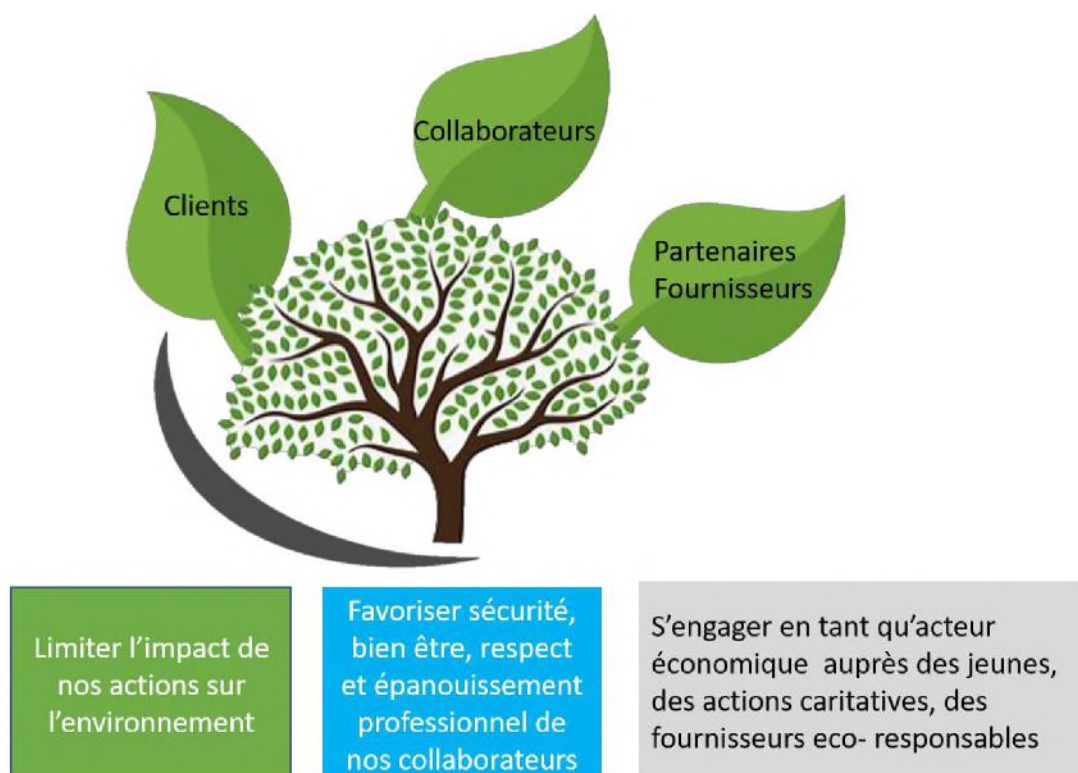 Collaborateurs
Clients
Partenaires
Fournisseurs
Limiter l'impact de
nos actions sur
l'environnement
Favoriser sécurité,
bien être, respect
et épanouissement
professionnel de
nos collaborateurs
S'engager en tant qu'acteur
économique  auprès des jeunes,
des actions caritatives, des
fournisseurs eco- responsables